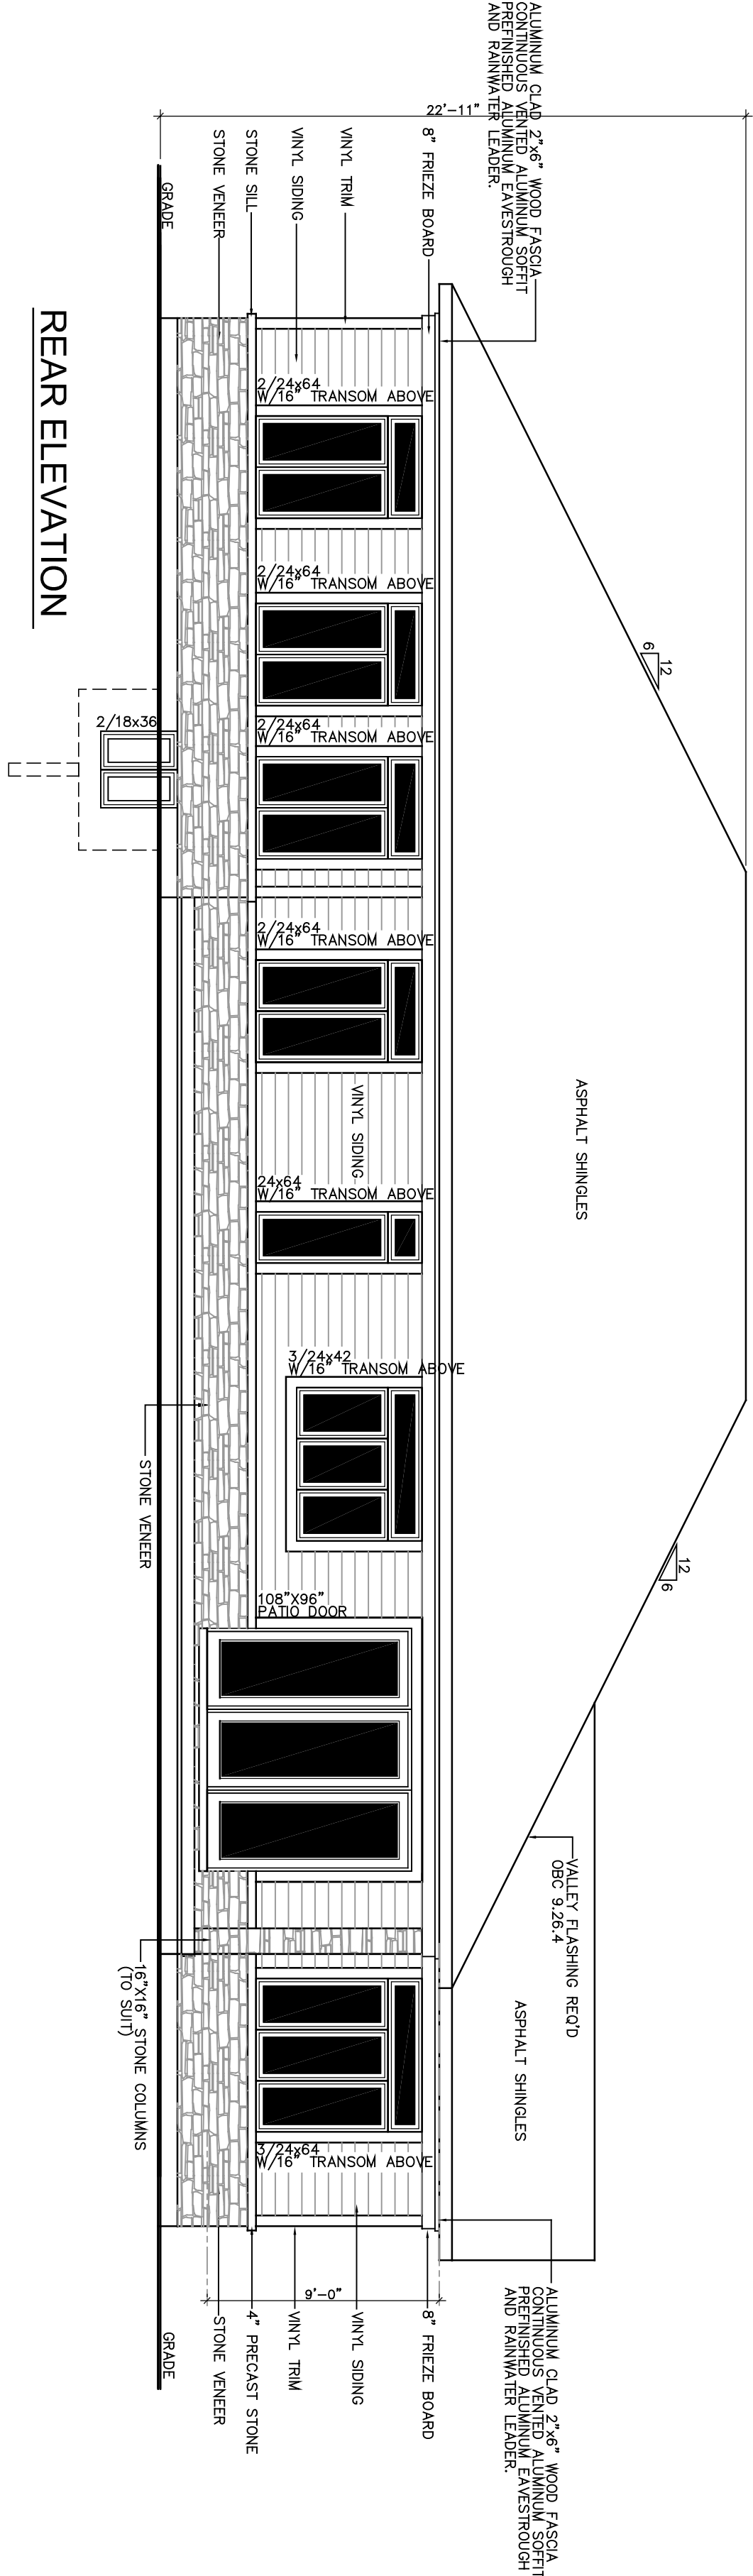 ALUMINUM CLAD 2"x6" WOOD FASCIA
CONTINUOUS VENTED ALUMINUM SOFFIT
PREFINISHED ALUMINUM EAVESTROUGH
AND RAINWATER LEADER.
22'-11"
8" FRIEZE BOARD
VINYL TRIM
VINYL SIDING
STONE SILL
STONE VENEER
GRADE
2/24x64
W/16" TRANSOM ABOVE
2/24x64
W/16" TRANSOM ABOVE
2/24x64
W/16" TRANSOM ABOVE
2/24x64
W/16" TRANSOM ABOVE
VINYL SIDING
24x64
W/16" TRANSOM ABOVE
3/24x42
W/16" TRANSOM ABOVE
108"X96"
PATIO DOOR
3/24x64
W/16" TRANSOM ABOVE
2/18x36
12
6
ASPHALT SHINGLES
12
6
VALLEY FLASHING REQ'D
OBC 9.26.4
ASPHALT SHINGLES
STONE VENEER
16"X16" STONE COLUMNS
(TO SUIT)
9'-0"
ALUMINUM CLAD 2"x6" WOOD FASCIA
CONTINUOUS VENTED ALUMINUM SOFFIT
PREFINISHED ALUMINUM EAVESTROUGH
AND RAINWATER LEADER.
8" FRIEZE BOARD
VINYL SIDING
VINYL TRIM
4" PRECAST STONE
STONE VENEER
GRADE
REAR ELEVATION